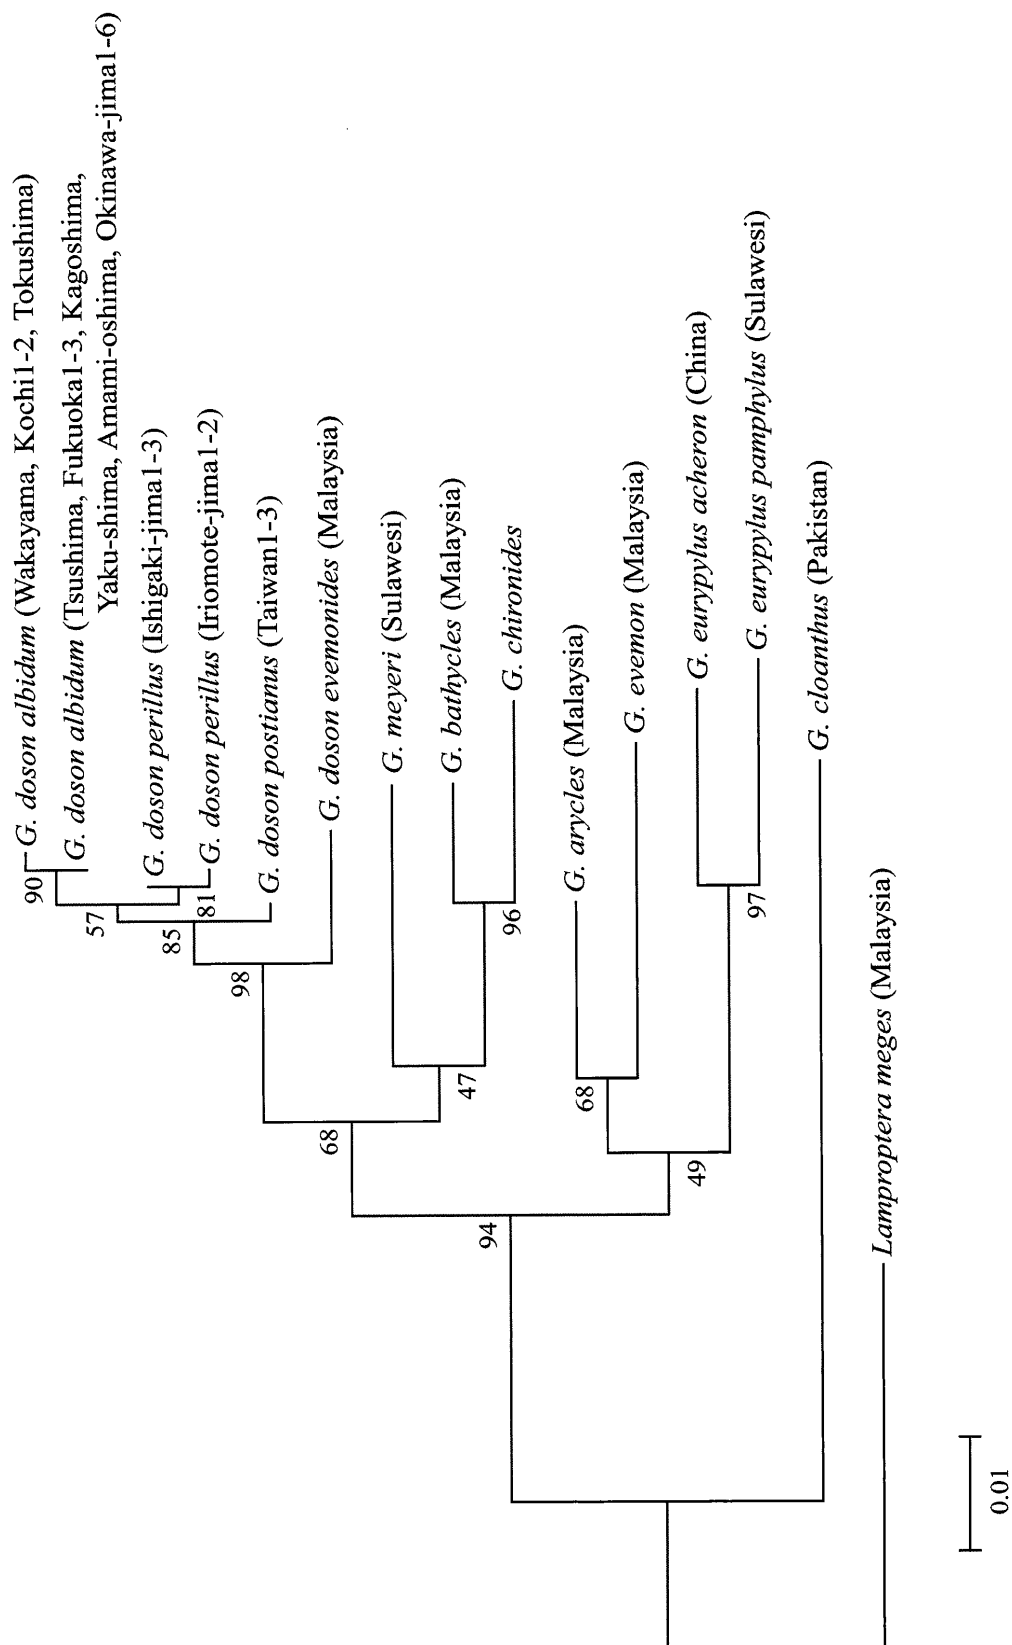 G. doson albidum (Wakayama, Kochi1-2, Tokushima)
G. doson albidum (Tsushima, Fukuoka1-3, Kagoshima,
Yaku-shima, Amami-oshima, Okinawa-jima1-6)
G. doson perillus (Ishigaki-jima1-3)
G. doson perillus (Iriomote-jima1-2)
G. doson postianus (Taiwan1-3)
G. doson evemonides (Malaysia)
G. meyeri (Sulawesi)
G. bathycles (Malaysia)
G. chironides
G. arycles (Malaysia)
G. evemon (Malaysia)
G. eurypylus acheron (China)
G. eurypylus pamphylus (Sulawesi)
G. cloanthus (Pakistan)
Lamproptera meges (Malaysia)
90
57
81
85
98
68
47
96
94
68
49
97
0.01